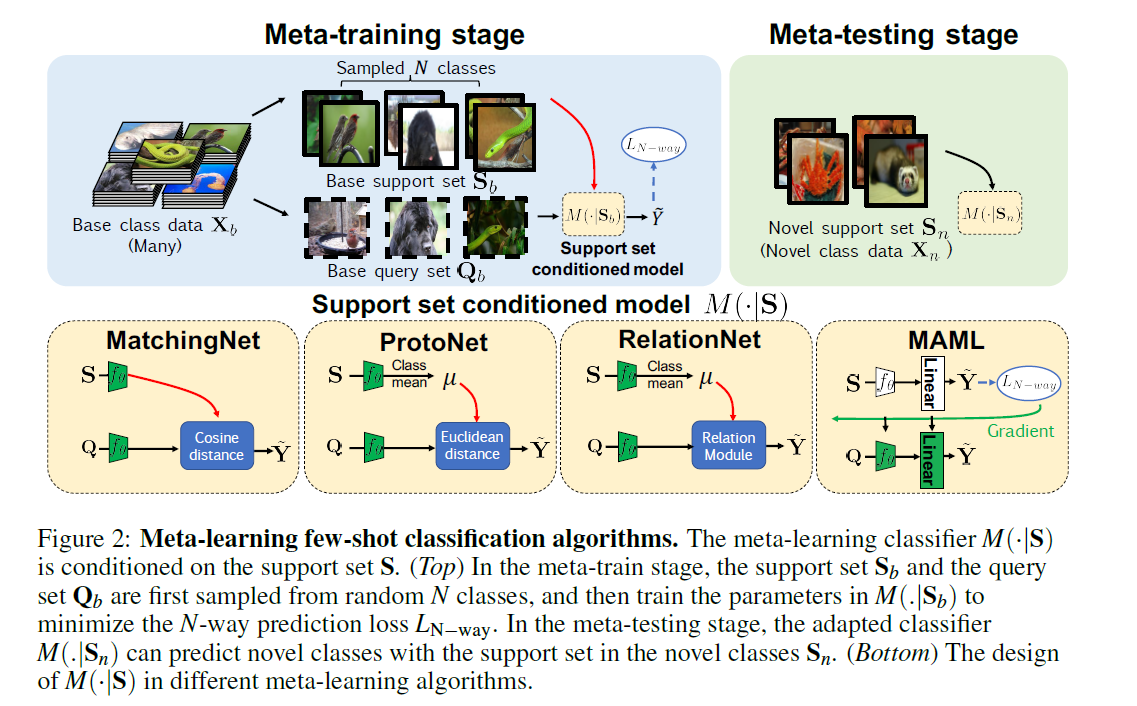 Meta-training stage
Meta-testing stage
Sampled N classes
Base class data X_b
(Many)
Base support set S_b
Base query set Q_b
M(·|S_b)
Ỹ
L_{N-way}
Support set
conditioned model
Novel support set S_n
(Novel class data X_n)
M(·|S_n)
Support set conditioned model M(·|S)
MatchingNet
S
f_θ
Q
f_θ
Cosine
distance
Ỹ
ProtoNet
S
f_θ
Class
mean
μ
Q
f_θ
Euclidean
distance
Ỹ
RelationNet
S
f_θ
Class
mean
μ
Q
f_θ
Relation
Module
Ỹ
MAML
S
f_θ
Linear
Ỹ
L_{N-way}
Gradient
Q
f_θ
Linear
Ỹ
Figure 2: Meta-learning few-shot classification algorithms. The meta-learning classifier M(·|S)
is conditioned on the support set S. (Top) In the meta-train stage, the support set S_b and the query
set Q_b are first sampled from random N classes, and then train the parameters in M(.|S_b) to
minimize the N-way prediction loss L_{N-way}. In the meta-testing stage, the adapted classifier
M(.|S_n) can predict novel classes with the support set in the novel classes S_n. (Bottom) The design
of M(·|S) in different meta-learning algorithms.